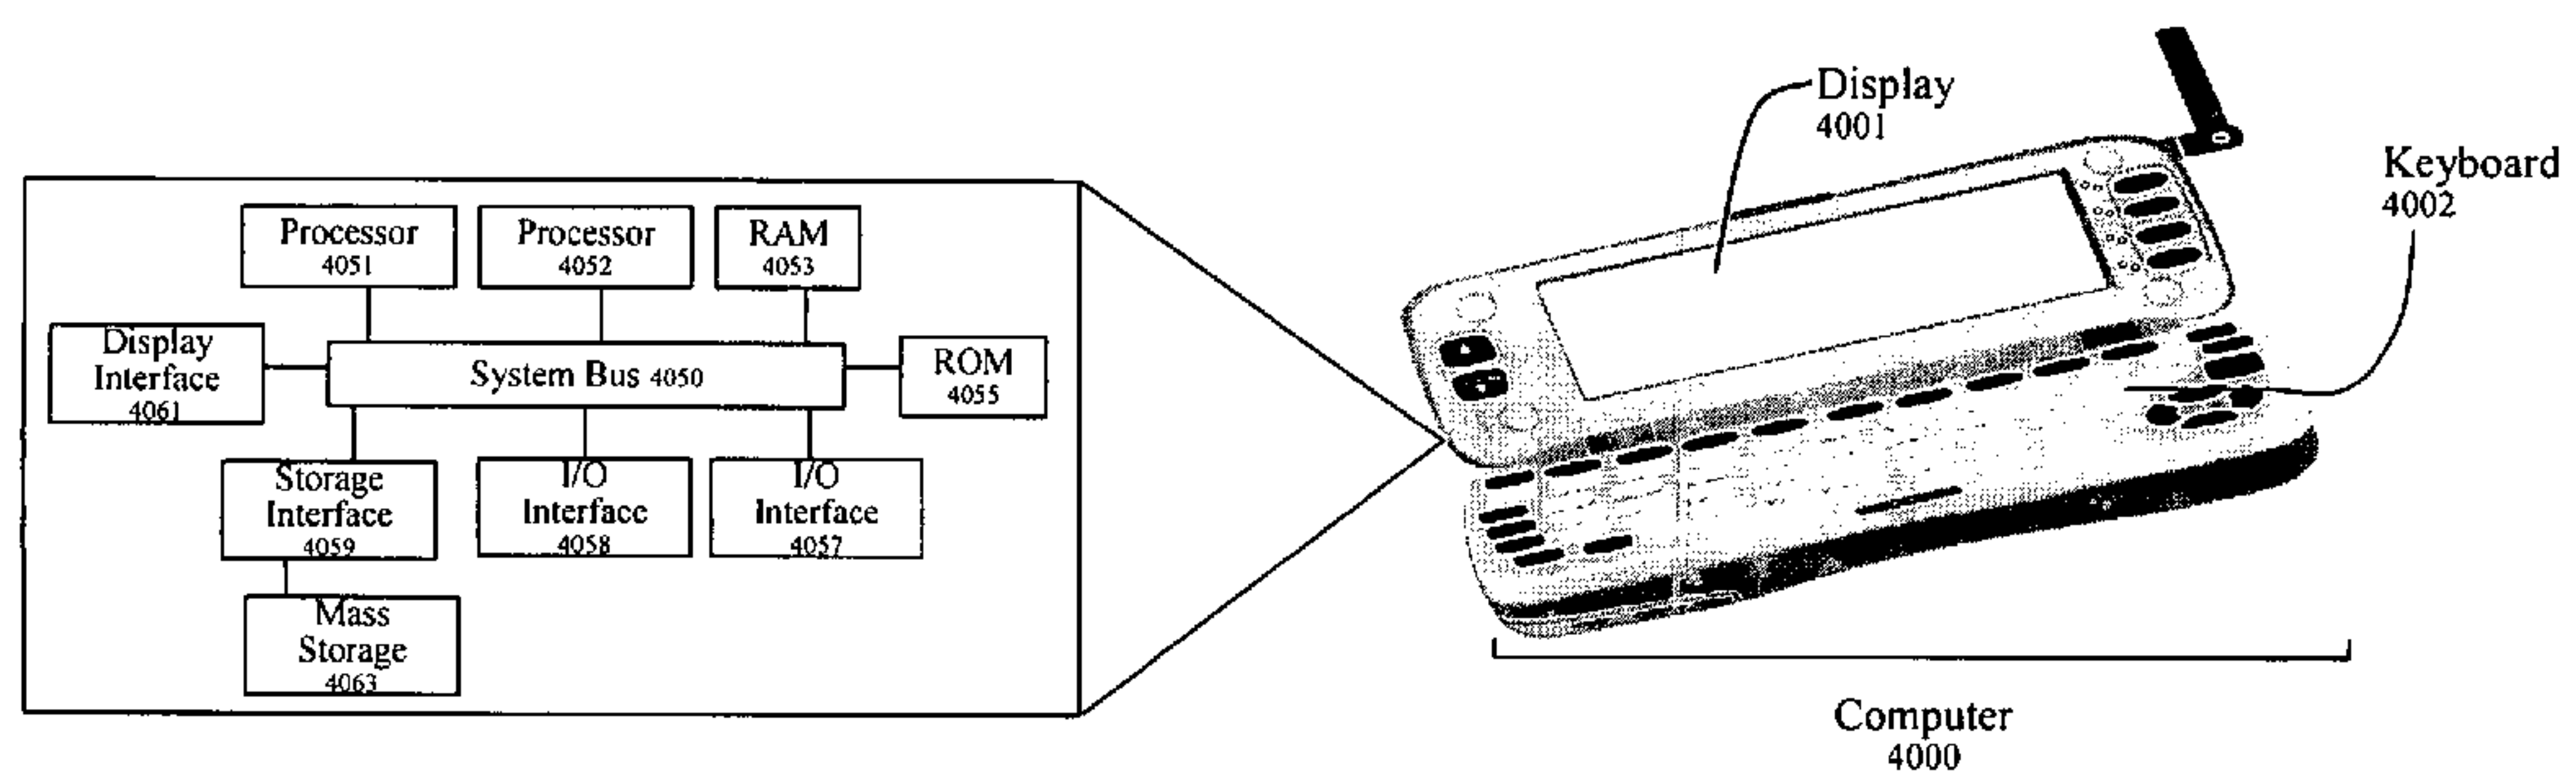 Display
4001
Keyboard
4002
Processor
4051
Processor
4052
RAM
4053
Display
Interface
4061
System Bus 4050
ROM
4055
Storage
Interface
4059
I/O
Interface
4058
I/O
Interface
4057
Mass
Storage
4063
Computer
4000